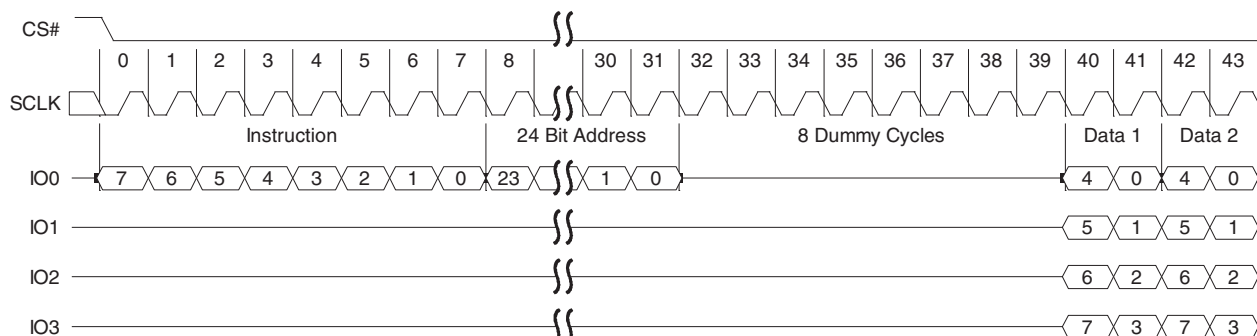 CS#
0 1 2 3 4 5 6 7 8 30 31 32 33 34 35 36 37 38 39 40 41 42 43
SCLK
Instruction 24 Bit Address 8 Dummy Cycles Data 1 Data 2
IO0 7 6 5 4 3 2 1 0 23 1 0 4 0 4 0
IO1 5 1 5 1
IO2 6 2 6 2
IO3 7 3 7 3